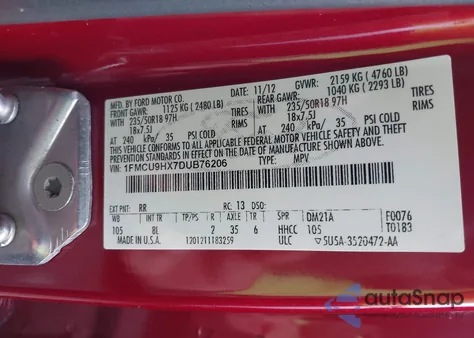 MFD. BY FORD MOTOR CO. DATE: 11/12 GVWR: 2159 KG ( 4760 LB)
FRONT GAWR: 1125 KG ( 2480 LB) REAR GAWR: 1040 KG ( 2293 LB)
WITH 235/50R18 97H TIRES WITH 235/50R18 97H TIRES
18x7.5J RIMS 18x7.5J RIMS
AT 240 kPa/ 35 PSI COLD AT 240 kPa/ 35 PSI COLD
THIS VEHICLE CONFORMS TO ALL APPLICABLE FEDERAL MOTOR VEHICLE SAFETY AND THEFT PREVENTION STANDARDS IN EFFECT ON THE DATE OF MANUFACTURE SHOWN ABOVE.
VIN: 1FMCU9HX7DUB76206
TYPE:
EXT PNT: RR RC: 13 DSO:
WB INT TR TP/PS R AXLE TR SPR DM21A F0076
105 8L 2 35 6 HHCC 105 T0183
MADE IN U.S.A. 1201211183259 ULC 5U5A-3520472-AA
autoSnap